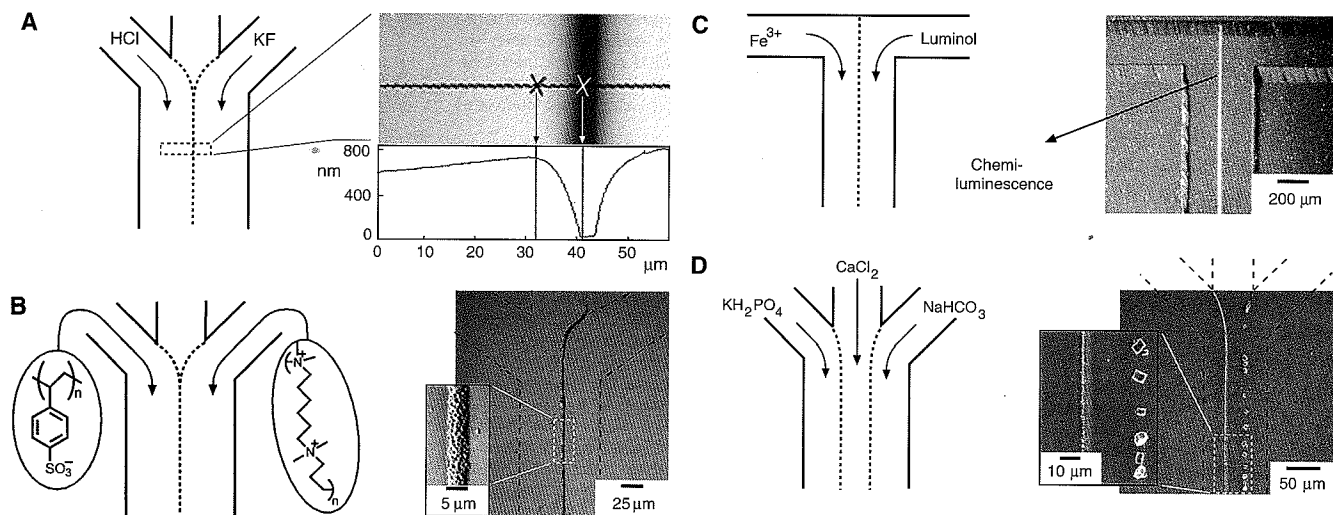 A
HCl
KF
800
nm
400
0
0
10
20
30
40
50
μm
B
n
SO3−
N+
N+
n
5 μm
25 μm
C
Fe3+
Luminol
Chemi-
luminescence
200 μm
D
CaCl2
KH2PO4
NaHCO3
10 μm
50 μm